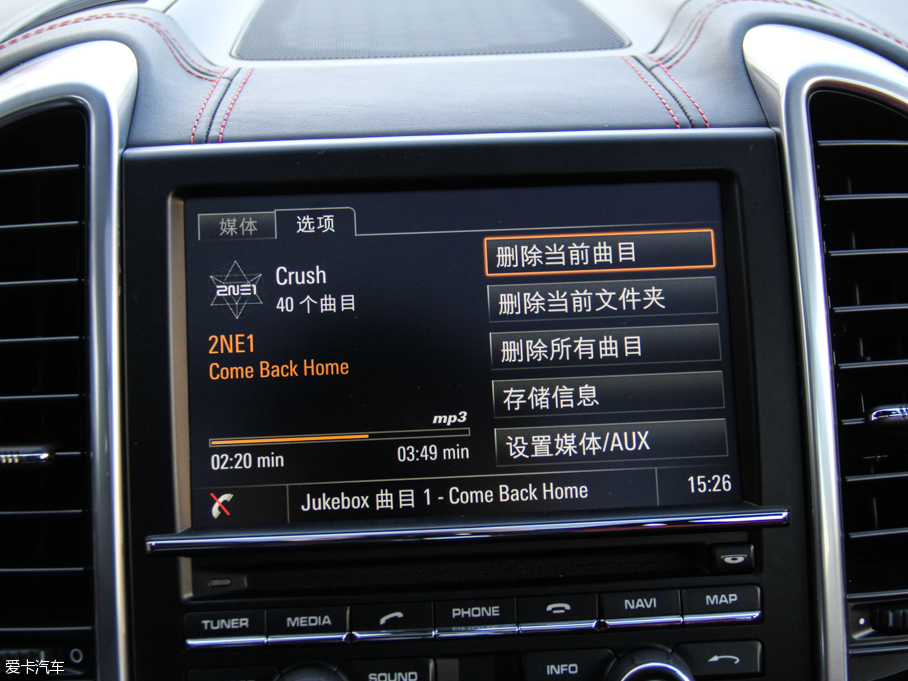 媒体 选项
2NE1
Crush
40 个曲目
2NE1
Come Back Home
mp3
02:20 min 03:49 min
删除当前曲目
删除当前文件夹
删除所有曲目
存储信息
设置媒体/AUX
Jukebox 曲目 1 - Come Back Home 15:26
TUNER MEDIA PHONE NAVI MAP
SOUND INFO
爱卡汽车